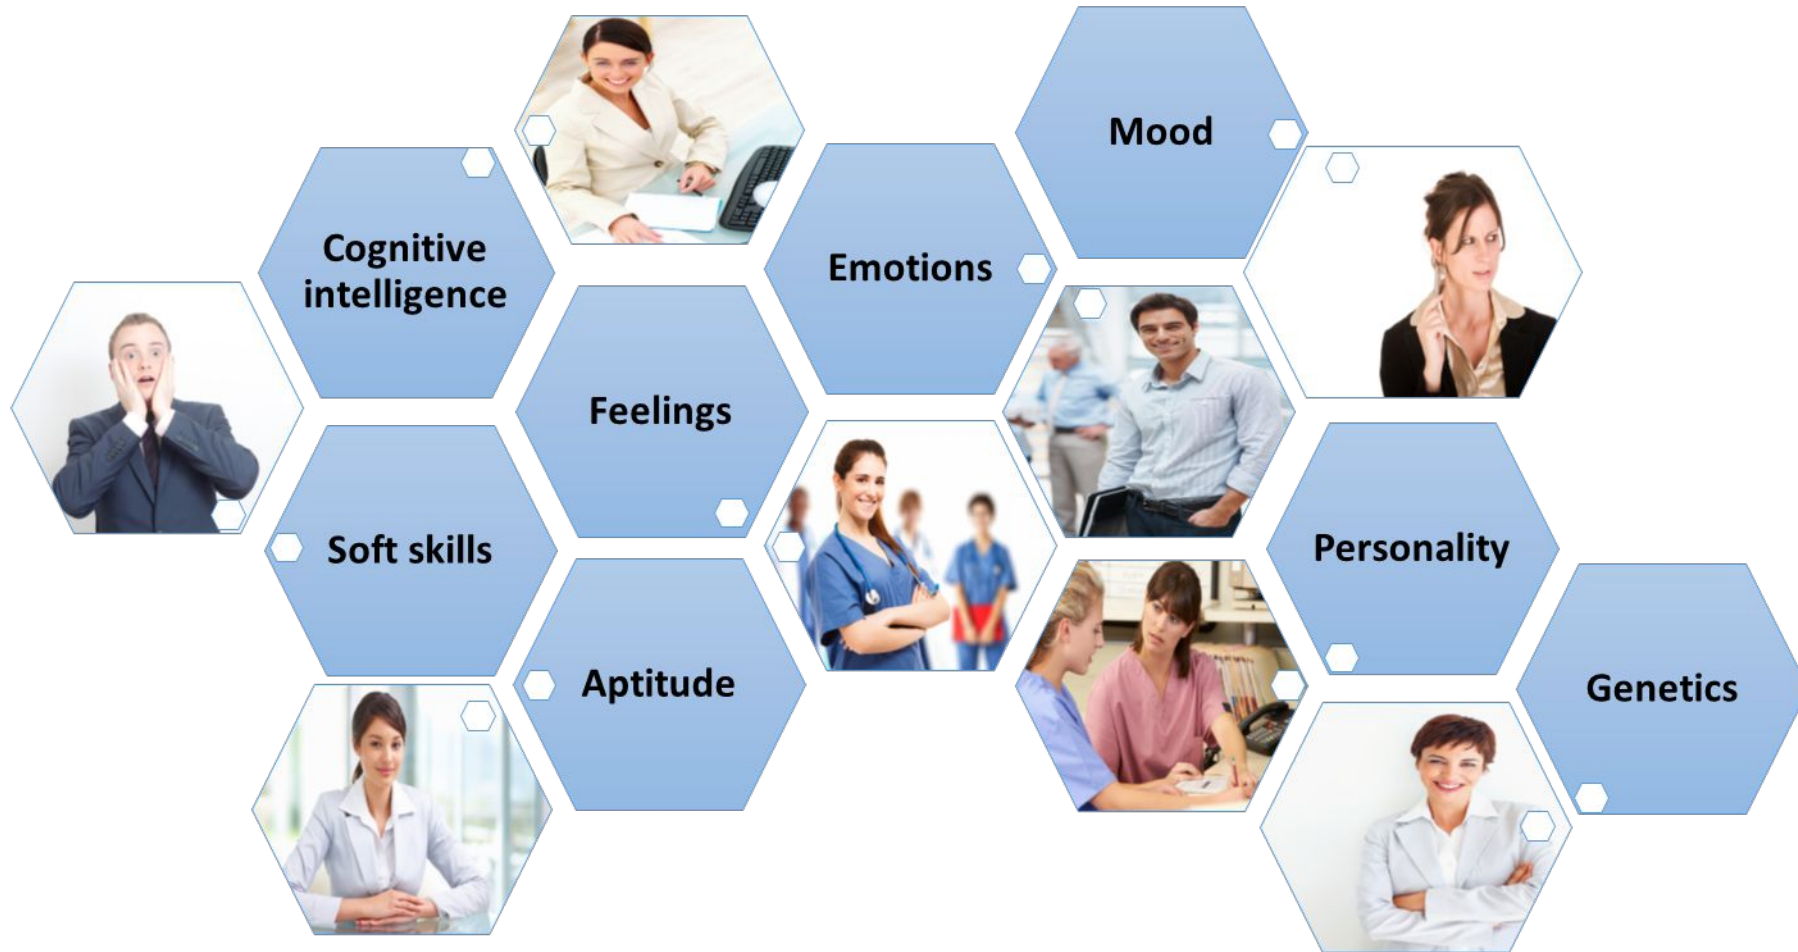 Mood
Cognitive
intelligence
Emotions
Feelings
Soft skills
Personality
Aptitude
Genetics